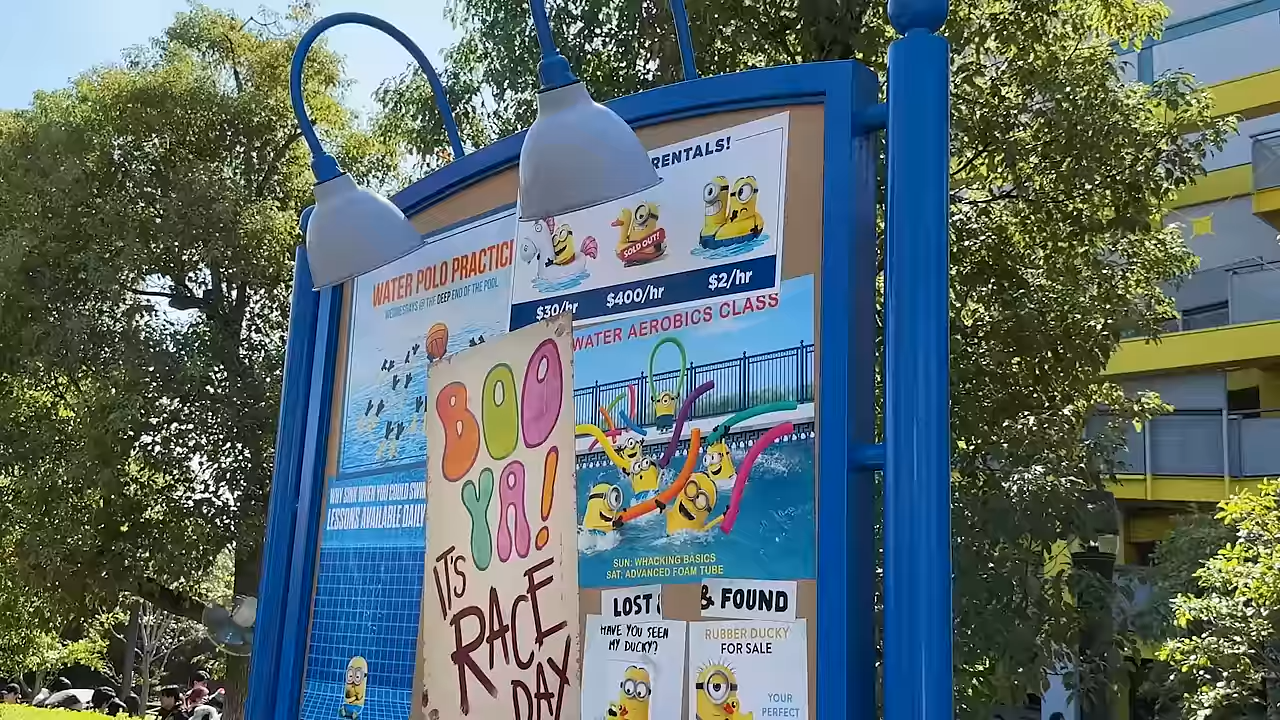 RENTALS!
SOLD OUT!
$30/hr
$400/hr
$2/hr
WATER POLO PRACTIC
WEDNESDAYS @ THE DEEP END OF THE POOL
WATER AEROBICS CLASS
SUN: WHACKING BASICS
SAT: ADVANCED FOAM TUBE
WHY SINK WHEN YOU COULD SWIM
LESSONS AVAILABLE DAILY
BOO
YA!
IT'S
RACE
DAY
LOST & FOUND
HAVE YOU SEEN
MY DUCKY?
RUBBER DUCKY
FOR SALE
YOUR
PERFECT